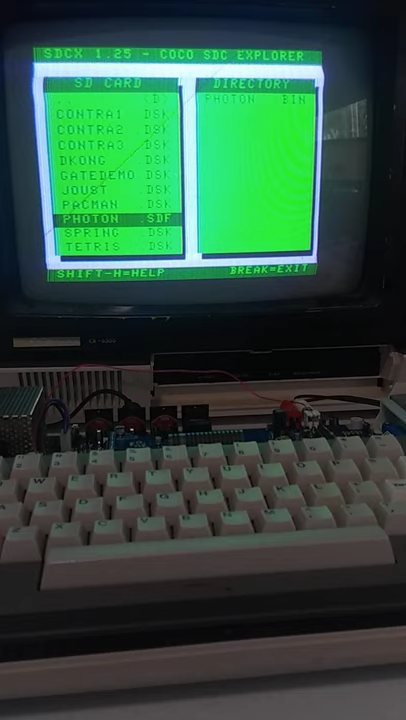 SDCX 1.25 - COCO SDC EXPLORER
SD CARD
.. (D)
CONTRA1 .DSK
CONTRA2 .DSK
CONTRA3 .DSK
DKONG .DSK
GATEDEMO.DSK
JOUST .DSK
PACMAN .DSK
PHOTON .SDF
SPRING .DSK
TETRIS .DSK
DIRECTORY
PHOTON BIN
SHIFT-H=HELP BREAK=EXIT